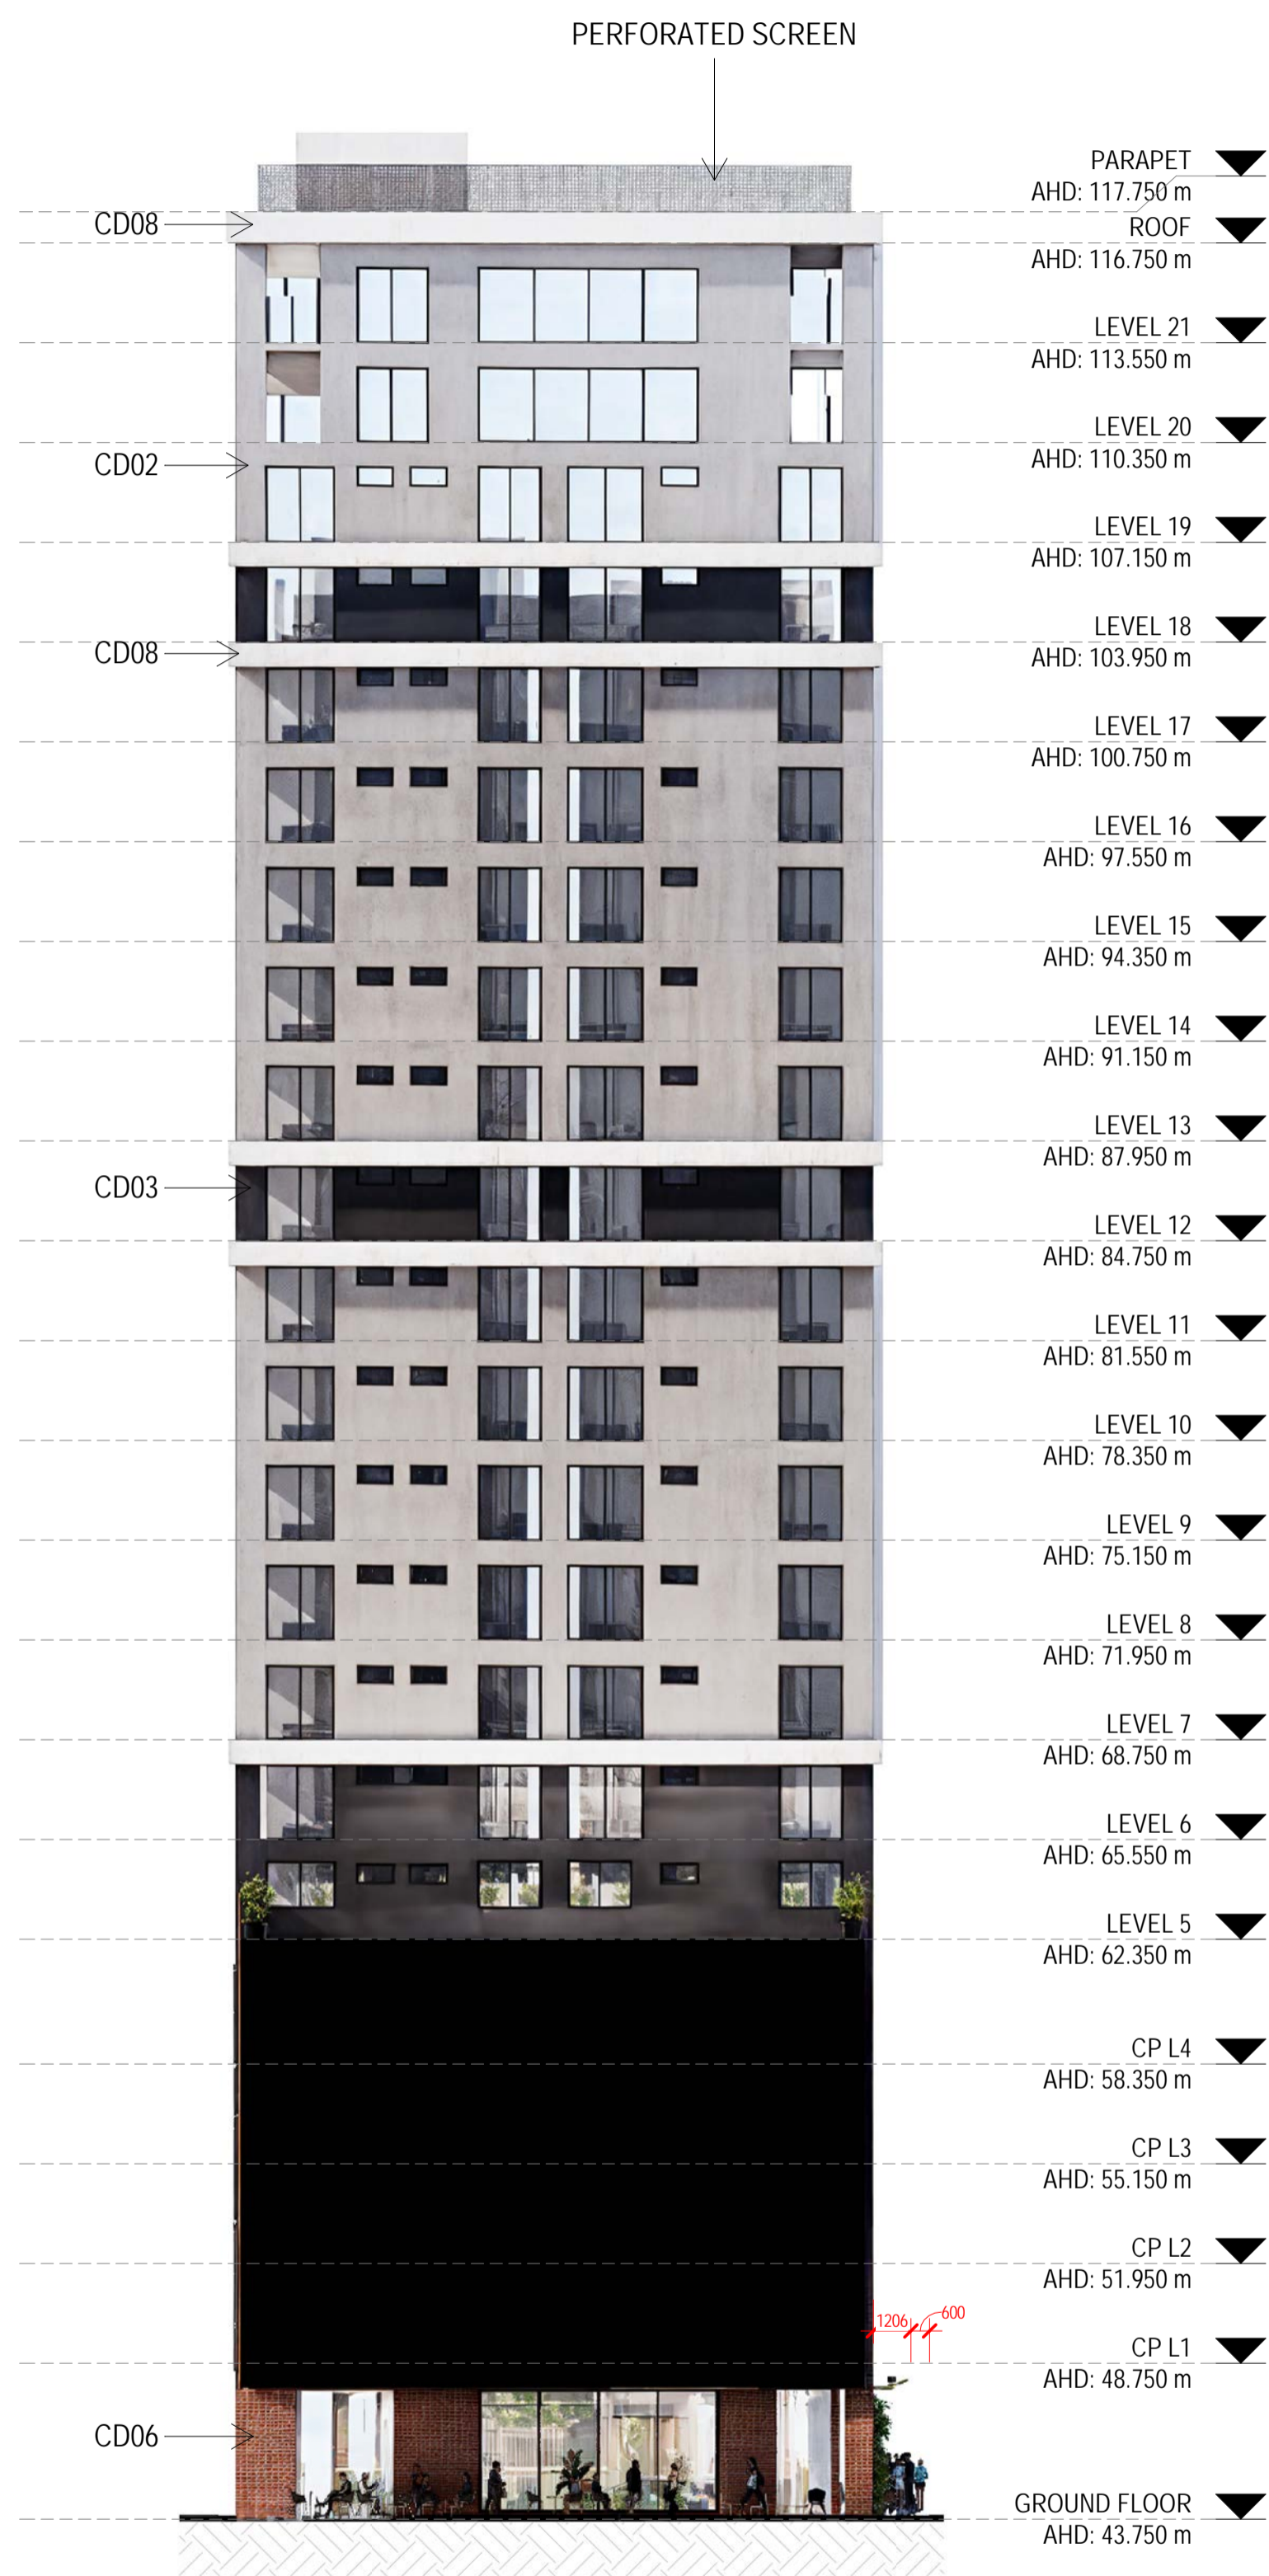 PERFORATED SCREEN
PARAPET
AHD: 117.750 m
CD08
ROOF
AHD: 116.750 m
LEVEL 21
AHD: 113.550 m
LEVEL 20
AHD: 110.350 m
CD02
LEVEL 19
AHD: 107.150 m
LEVEL 18
AHD: 103.950 m
CD08
LEVEL 17
AHD: 100.750 m
LEVEL 16
AHD: 97.550 m
LEVEL 15
AHD: 94.350 m
LEVEL 14
AHD: 91.150 m
LEVEL 13
AHD: 87.950 m
CD03
LEVEL 12
AHD: 84.750 m
LEVEL 11
AHD: 81.550 m
LEVEL 10
AHD: 78.350 m
LEVEL 9
AHD: 75.150 m
LEVEL 8
AHD: 71.950 m
LEVEL 7
AHD: 68.750 m
LEVEL 6
AHD: 65.550 m
LEVEL 5
AHD: 62.350 m
CP L4
AHD: 58.350 m
CP L3
AHD: 55.150 m
CP L2
AHD: 51.950 m
1206 600
CP L1
AHD: 48.750 m
CD06
GROUND FLOOR
AHD: 43.750 m